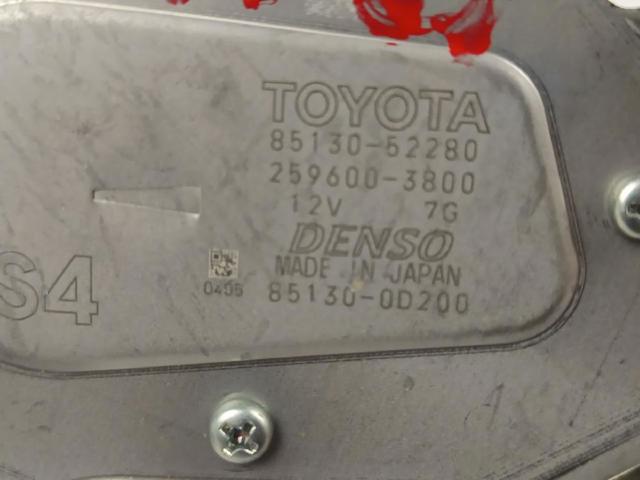 TOYOTA
85130-52280
259600-3800
12V 7G
DENSO
MADE IN JAPAN
0405 85130-0D200
S4